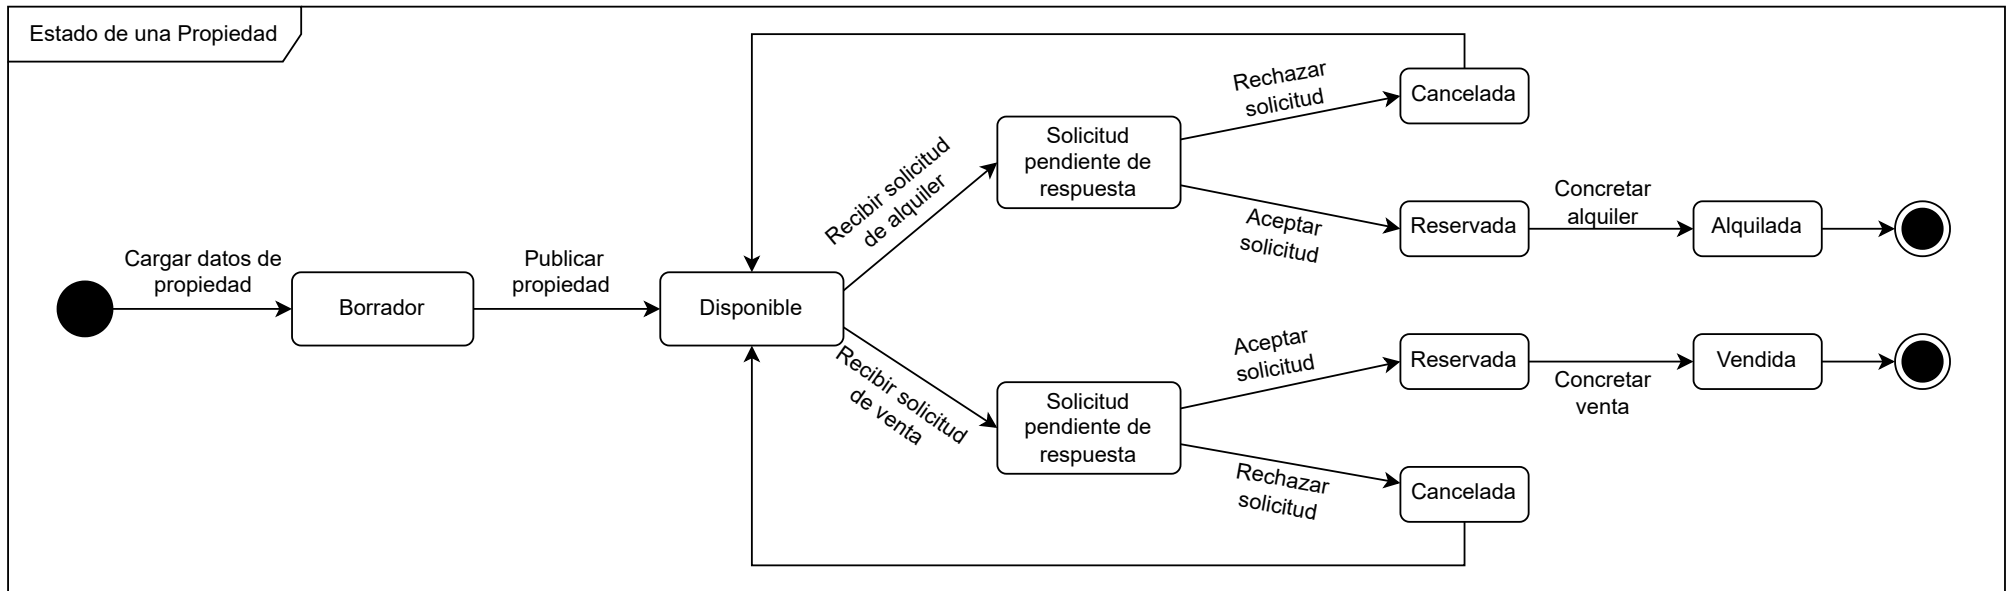 Estado de una Propiedad
Cargar datos de
propiedad
Borrador
Publicar
propiedad
Disponible
Recibir solicitud
de alquiler
Solicitud
pendiente de
respuesta
Rechazar
solicitud
Cancelada
Aceptar
solicitud
Reservada
Concretar
alquiler
Alquilada
Recibir solicitud
de venta
Solicitud
pendiente de
respuesta
Aceptar
solicitud
Reservada
Concretar
venta
Vendida
Rechazar
solicitud
Cancelada